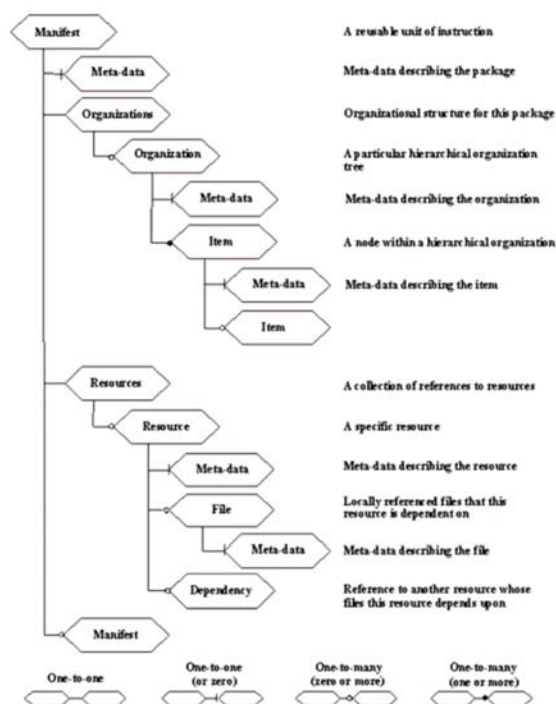 Manifest A reusable unit of instruction
Meta-data Meta-data describing the package
Organizations Organizational structure for this package
Organization A particular hierarchical organization
tree
Meta-data Meta-data describing the organization
Item A node within a hierarchical organization
Meta-data Meta-data describing the item
Item
Resources A collection of references to resources
Resource A specific resource
Meta-data Meta-data describing the resource
File Locally referenced files that this
resource is dependent on
Meta-data Meta-data describing the file
Dependency Reference to another resource whose
files this resource depends upon
Manifest
One-to-one One-to-one One-to-many One-to-many
(or zero) (zero or more) (one or more)